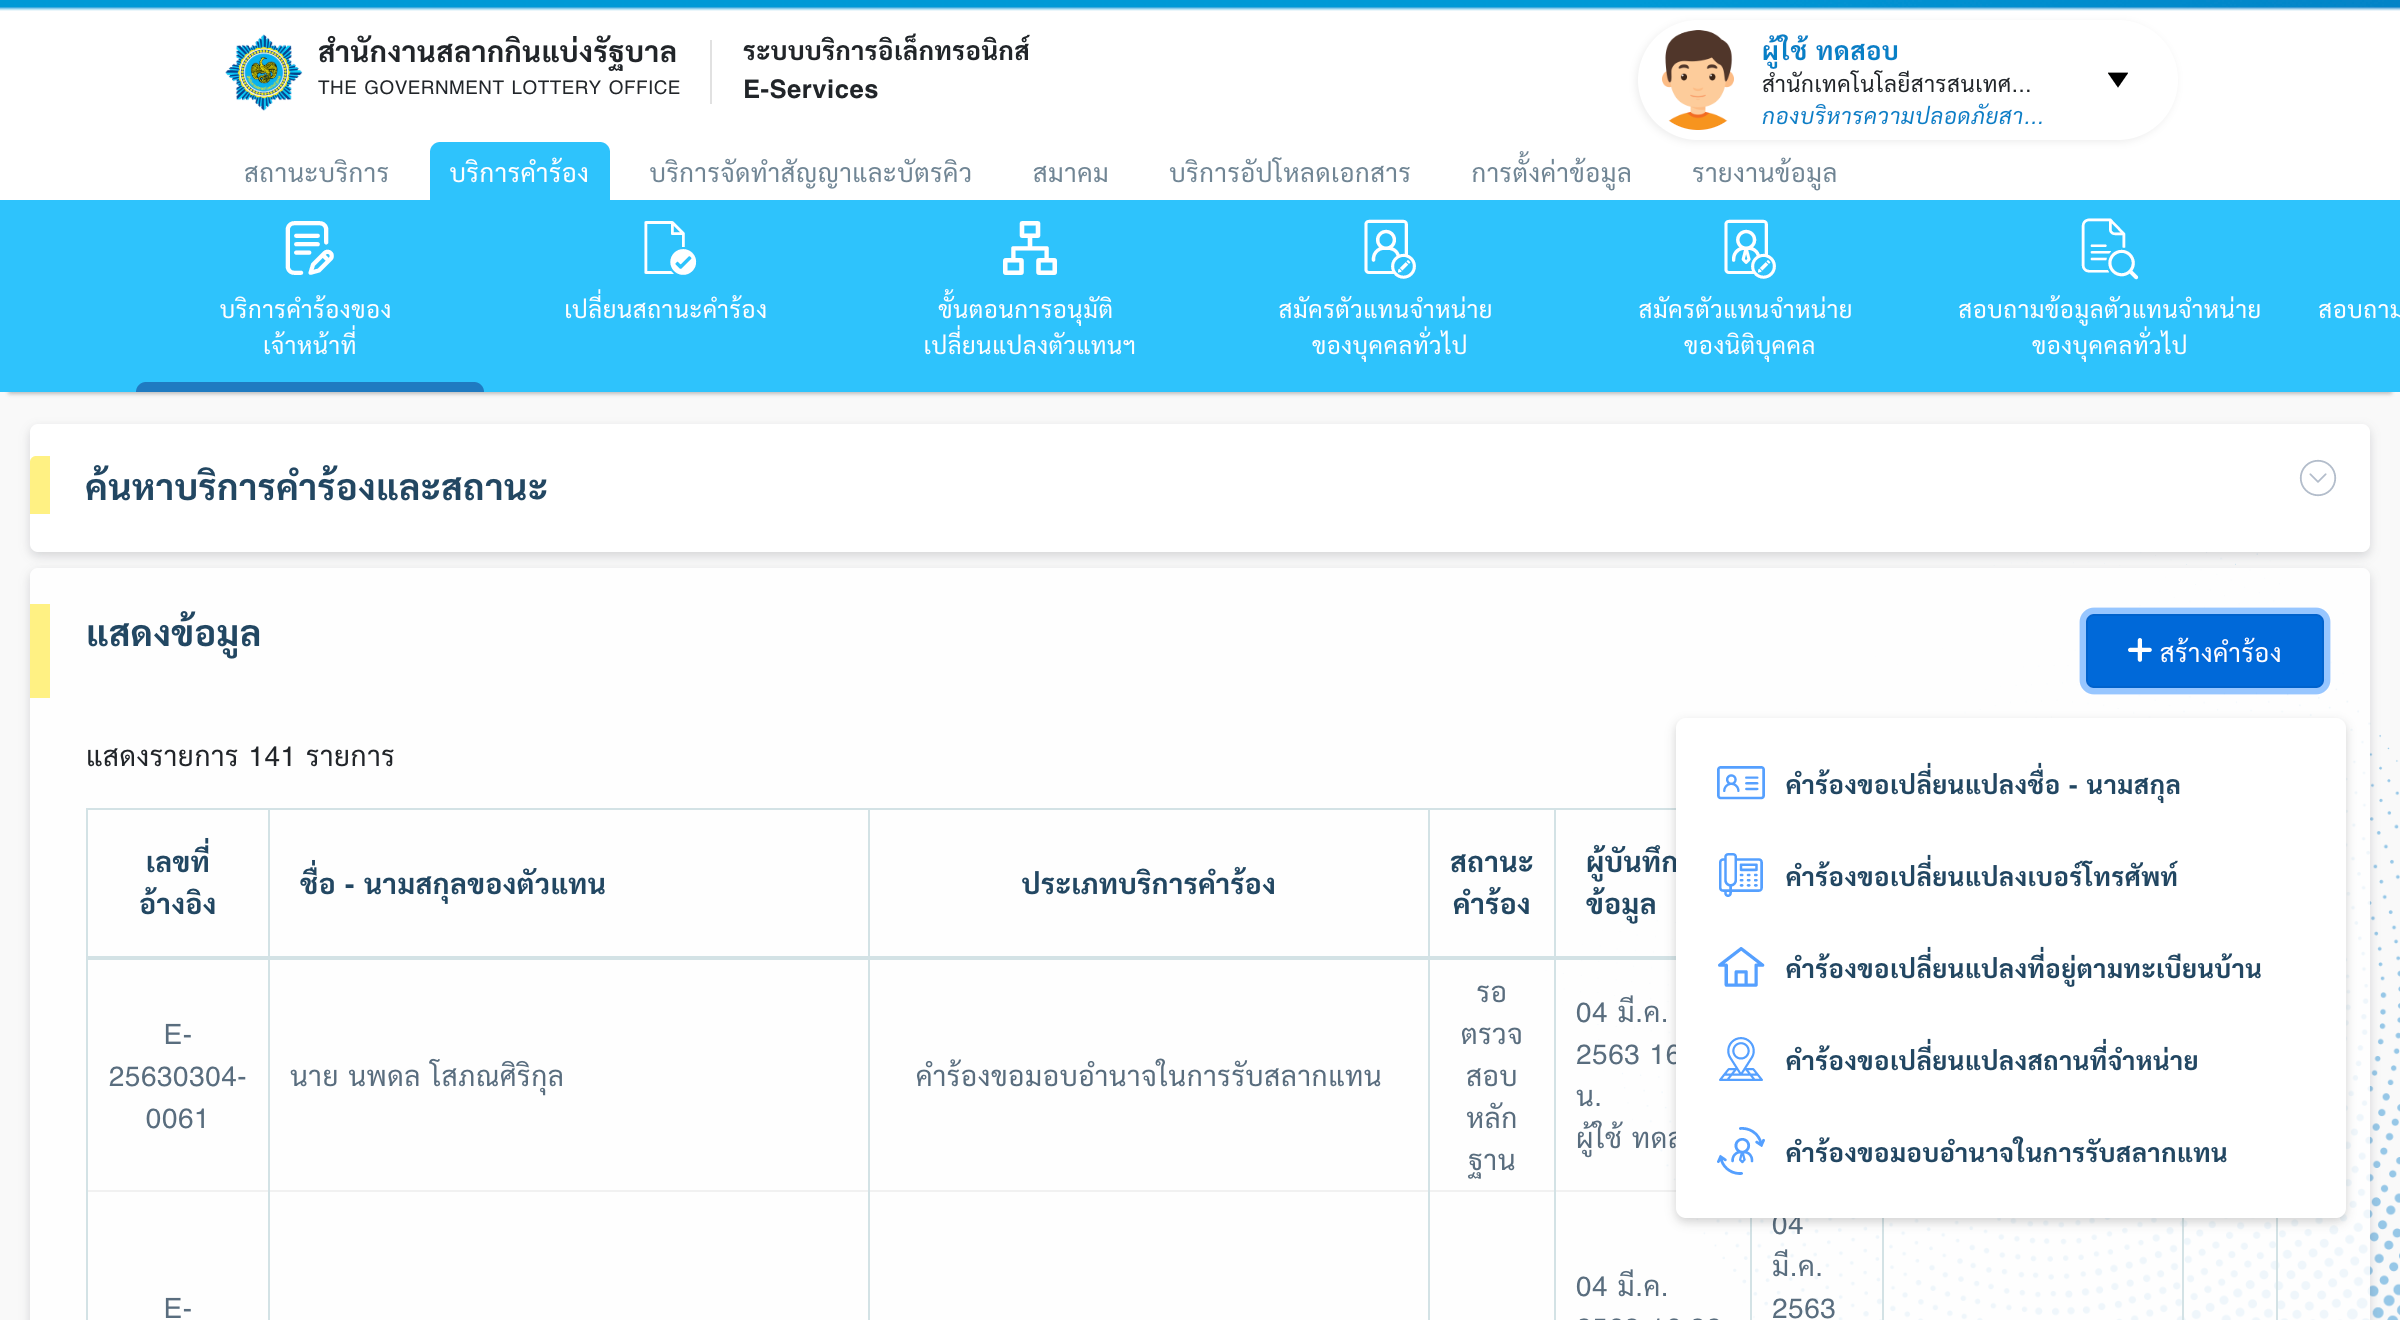 สำนักงานสลากกินแบ่งรัฐบาล
THE GOVERNMENT LOTTERY OFFICE
ระบบบริการอิเล็กทรอนิกส์
E-Services
ผู้ใช้ ทดสอบ
สำนักเทคโนโลยีสารสนเทศ...
กองบริหารความปลอดภัยสา...
สถานะบริการ
บริการคำร้อง
บริการจัดทำสัญญาและบัตรคิว
สมาคม
บริการอัปโหลดเอกสาร
การตั้งค่าข้อมูล
รายงานข้อมูล
บริการคำร้องของ
เจ้าหน้าที่
เปลี่ยนสถานะคำร้อง
ขั้นตอนการอนุมัติ
เปลี่ยนแปลงตัวแทนฯ
สมัครตัวแทนจำหน่าย
ของบุคคลทั่วไป
สมัครตัวแทนจำหน่าย
ของนิติบุคคล
สอบถามข้อมูลตัวแทนจำหน่าย
ของบุคคลทั่วไป
สอบถาม
ค้นหาบริการคำร้องและสถานะ
แสดงข้อมูล
+ สร้างคำร้อง
แสดงรายการ 141 รายการ
คำร้องขอเปลี่ยนแปลงชื่อ - นามสกุล
คำร้องขอเปลี่ยนแปลงเบอร์โทรศัพท์
คำร้องขอเปลี่ยนแปลงที่อยู่ตามทะเบียนบ้าน
คำร้องขอเปลี่ยนแปลงสถานที่จำหน่าย
คำร้องขอมอบอำนาจในการรับสลากแทน
เลขที่
อ้างอิง
ชื่อ - นามสกุลของตัวแทน
ประเภทบริการคำร้อง
สถานะ
คำร้อง
ผู้บันทึก
ข้อมูล
E-
25630304-
0061
นาย นพดล โสภณศิริกุล
คำร้องขอมอบอำนาจในการรับสลากแทน
รอ
ตรวจ
สอบ
หลัก
ฐาน
04 มี.ค.
2563 16
น.
ผู้ใช้ ทดส
E-
04 มี.ค.
04
มี.ค.
2563